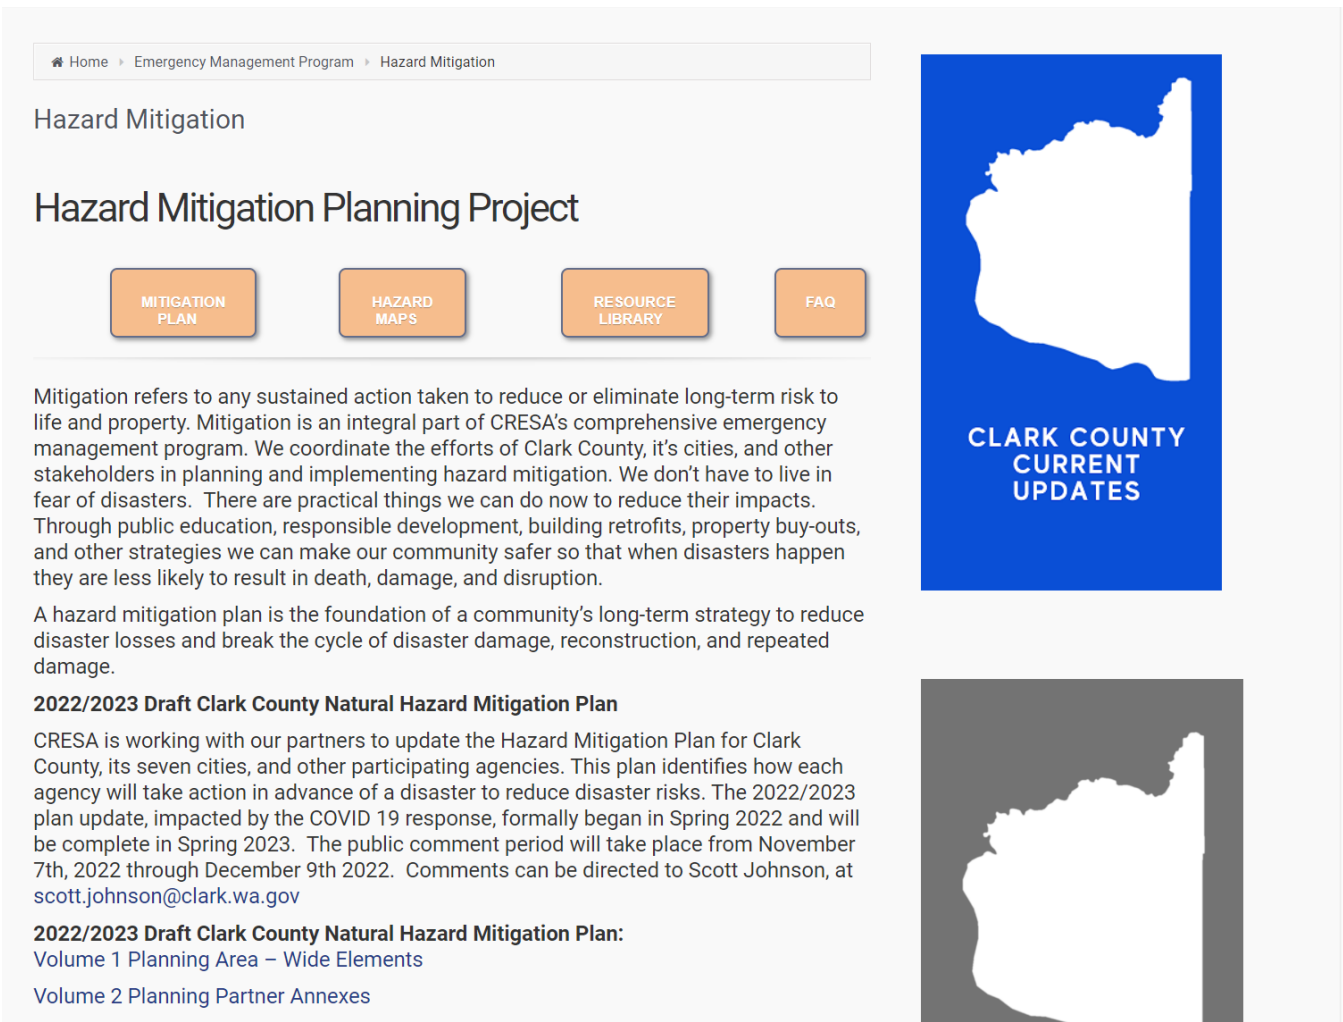 Home Emergency Management Program Hazard Mitigation
Hazard Mitigation
Hazard Mitigation Planning Project
MITIGATION
PLAN
HAZARD
MAPS
RESOURCE
LIBRARY
FAQ
Mitigation refers to any sustained action taken to reduce or eliminate long-term risk to
life and property. Mitigation is an integral part of CRESA’s comprehensive emergency
management program. We coordinate the efforts of Clark County, it’s cities, and other
stakeholders in planning and implementing hazard mitigation. We don’t have to live in
fear of disasters.  There are practical things we can do now to reduce their impacts.
Through public education, responsible development, building retrofits, property buy-outs,
and other strategies we can make our community safer so that when disasters happen
they are less likely to result in death, damage, and disruption.
A hazard mitigation plan is the foundation of a community’s long-term strategy to reduce
disaster losses and break the cycle of disaster damage, reconstruction, and repeated
damage.
2022/2023 Draft Clark County Natural Hazard Mitigation Plan
CRESA is working with our partners to update the Hazard Mitigation Plan for Clark
County, its seven cities, and other participating agencies. This plan identifies how each
agency will take action in advance of a disaster to reduce disaster risks. The 2022/2023
plan update, impacted by the COVID 19 response, formally began in Spring 2022 and will
be complete in Spring 2023.  The public comment period will take place from November
7th, 2022 through December 9th 2022.  Comments can be directed to Scott Johnson, at
scott.johnson@clark.wa.gov
2022/2023 Draft Clark County Natural Hazard Mitigation Plan:
Volume 1 Planning Area – Wide Elements
Volume 2 Planning Partner Annexes
CLARK COUNTY
CURRENT
UPDATES